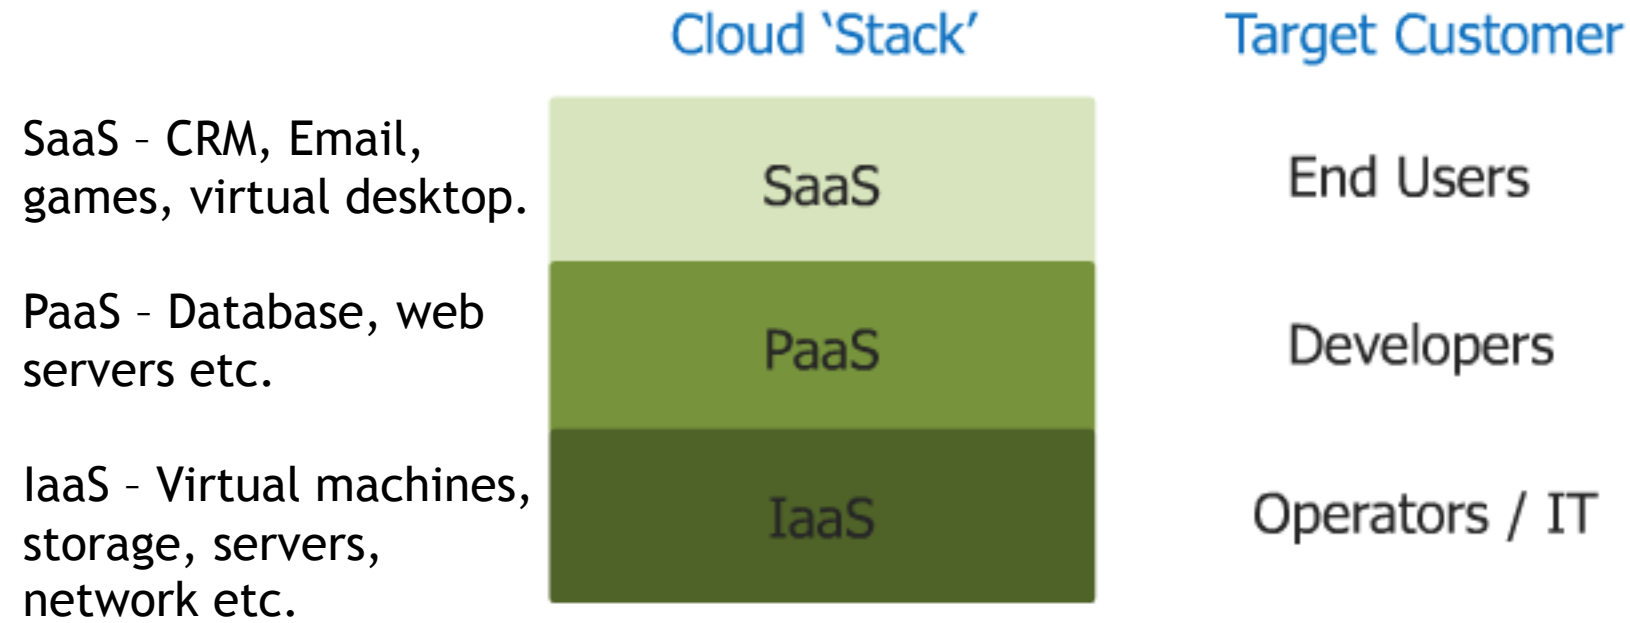 Cloud ‘Stack’
Target Customer
SaaS – CRM, Email,
games, virtual desktop.
SaaS
End Users
PaaS – Database, web
servers etc.
PaaS
Developers
IaaS – Virtual machines,
storage, servers,
network etc.
IaaS
Operators / IT